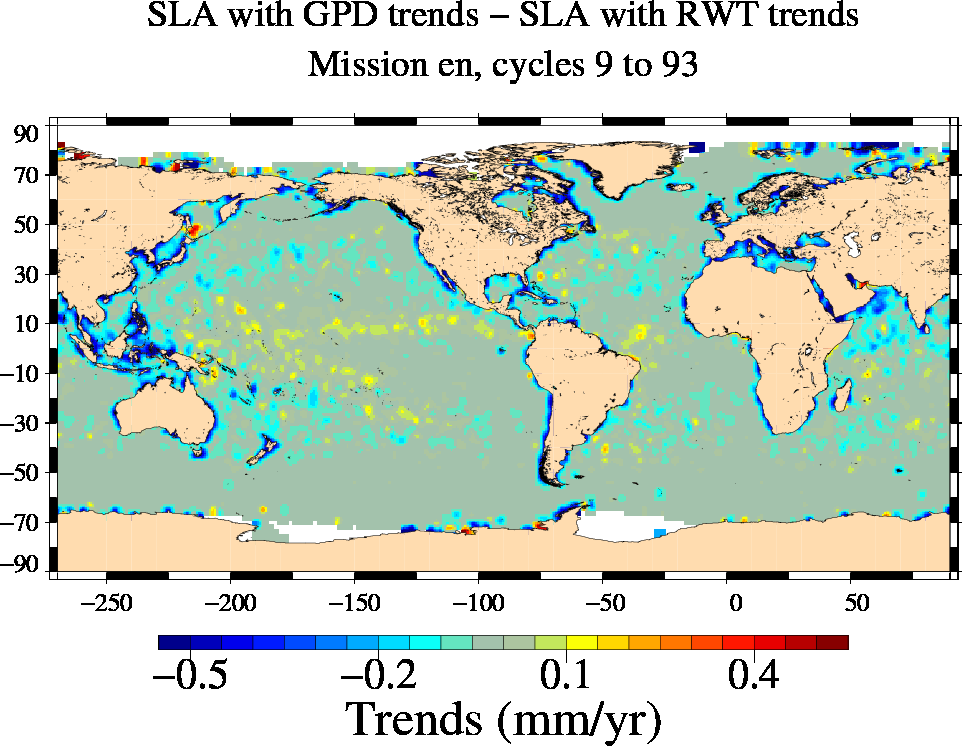 SLA with GPD trends − SLA with RWT trends
Mission en, cycles 9 to 93
90
70
50
30
10
−10
−30
−50
−70
−90
−250 −200 −150 −100 −50 0 50
−0.5 −0.2 0.1 0.4
Trends (mm/yr)